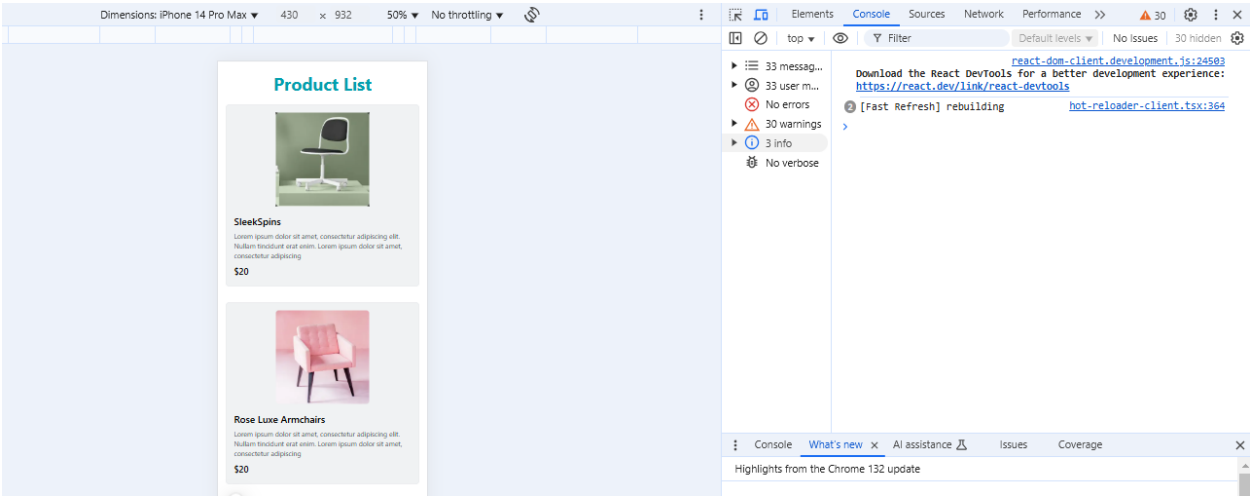 Dimensions: iPhone 14 Pro Max ▼ 430 × 932 50% ▼ No throttling ▼
Product List
SleekSpins
Lorem ipsum dolor sit amet, consectetur adipiscing elit.
Nullam tincidunt erat enim. Lorem ipsum dolor sit amet,
consectetur adipiscing
$20
Rose Luxe Armchairs
Lorem ipsum dolor sit amet, consectetur adipiscing elit.
Nullam tincidunt erat enim. Lorem ipsum dolor sit amet,
consectetur adipiscing
$20
Elements Console Sources Network Performance 30
top ▼ Filter Default levels ▼ No Issues 30 hidden
33 messag...
33 user m...
No errors
30 warnings
3 info
No verbose
react-dom-client.development.js:24503
Download the React DevTools for a better development experience:
https://react.dev/link/react-devtools
2 [Fast Refresh] rebuilding hot-reloader-client.tsx:364
Console What's new AI assistance Issues Coverage
Highlights from the Chrome 132 update